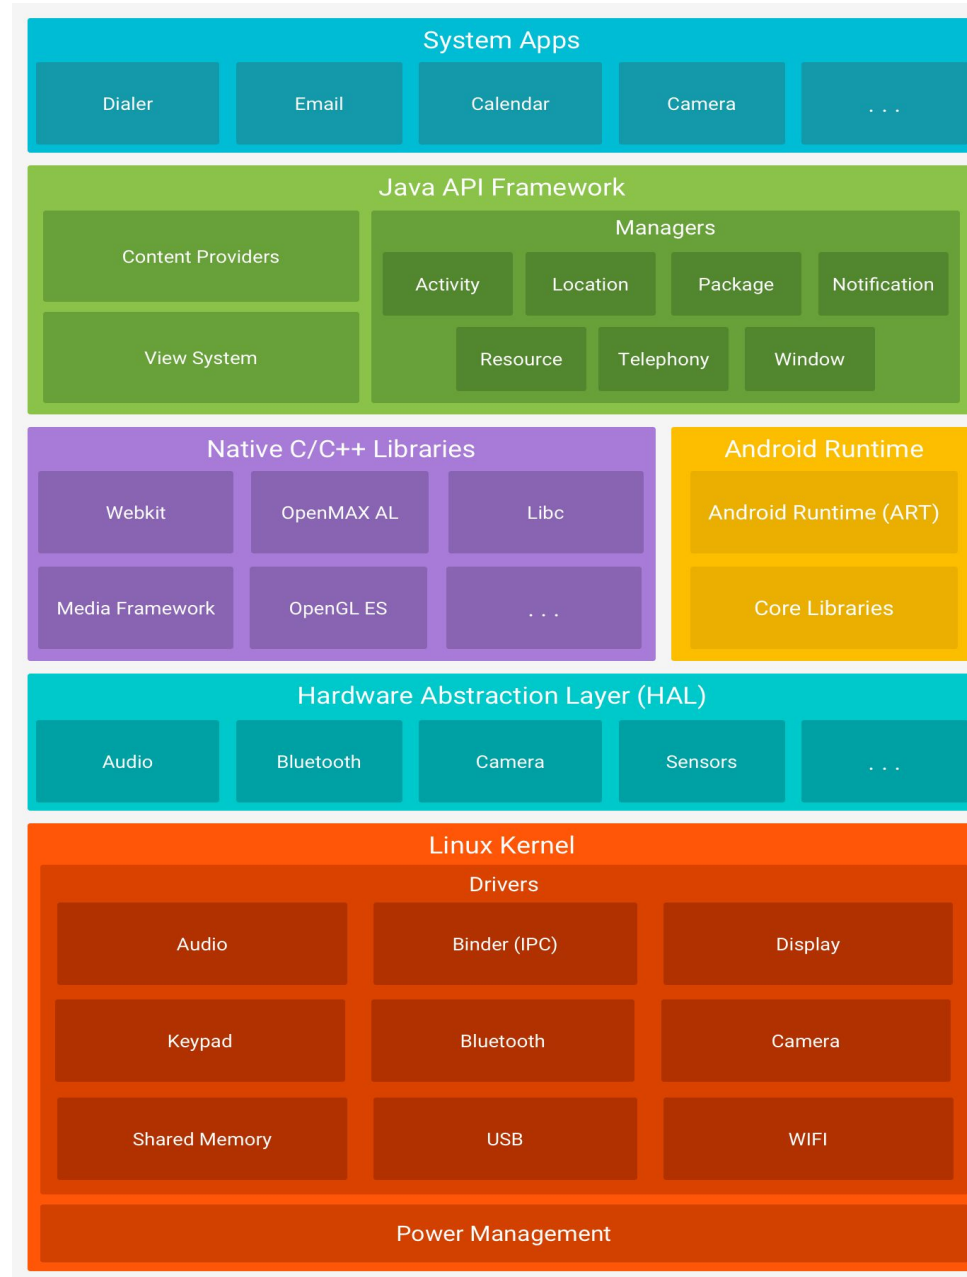 System Apps
Dialer Email Calendar Camera . . .
Java API Framework
Content Providers
View System
Managers
Activity Location Package Notification
Resource Telephony Window
Native C/C++ Libraries
Webkit OpenMAX AL Libc
Media Framework OpenGL ES . . .
Android Runtime
Android Runtime (ART)
Core Libraries
Hardware Abstraction Layer (HAL)
Audio Bluetooth Camera Sensors . . .
Linux Kernel
Drivers
Audio Binder (IPC) Display
Keypad Bluetooth Camera
Shared Memory USB WIFI
Power Management